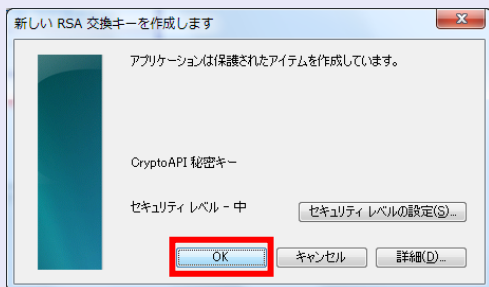 新しい RSA 交換キーを作成します
アプリケーションは保護されたアイテムを作成しています。
CryptoAPI 秘密キー
セキュリティ レベル - 中
セキュリティ レベルの設定(S)...
OK
キャンセル
詳細(D)...